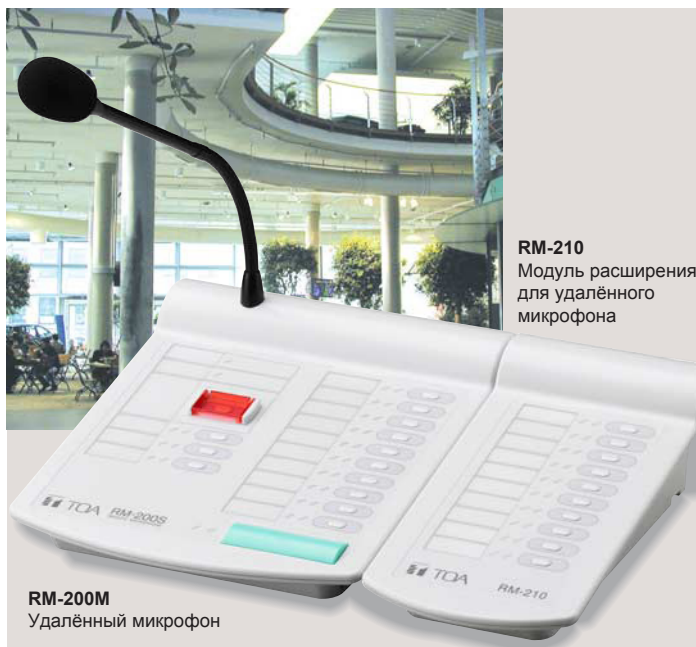 RM-210
Модуль расширения
для удалённого
микрофона
TOA RM-200S
TOA RM-210
RM-200M
Удалённый микрофон